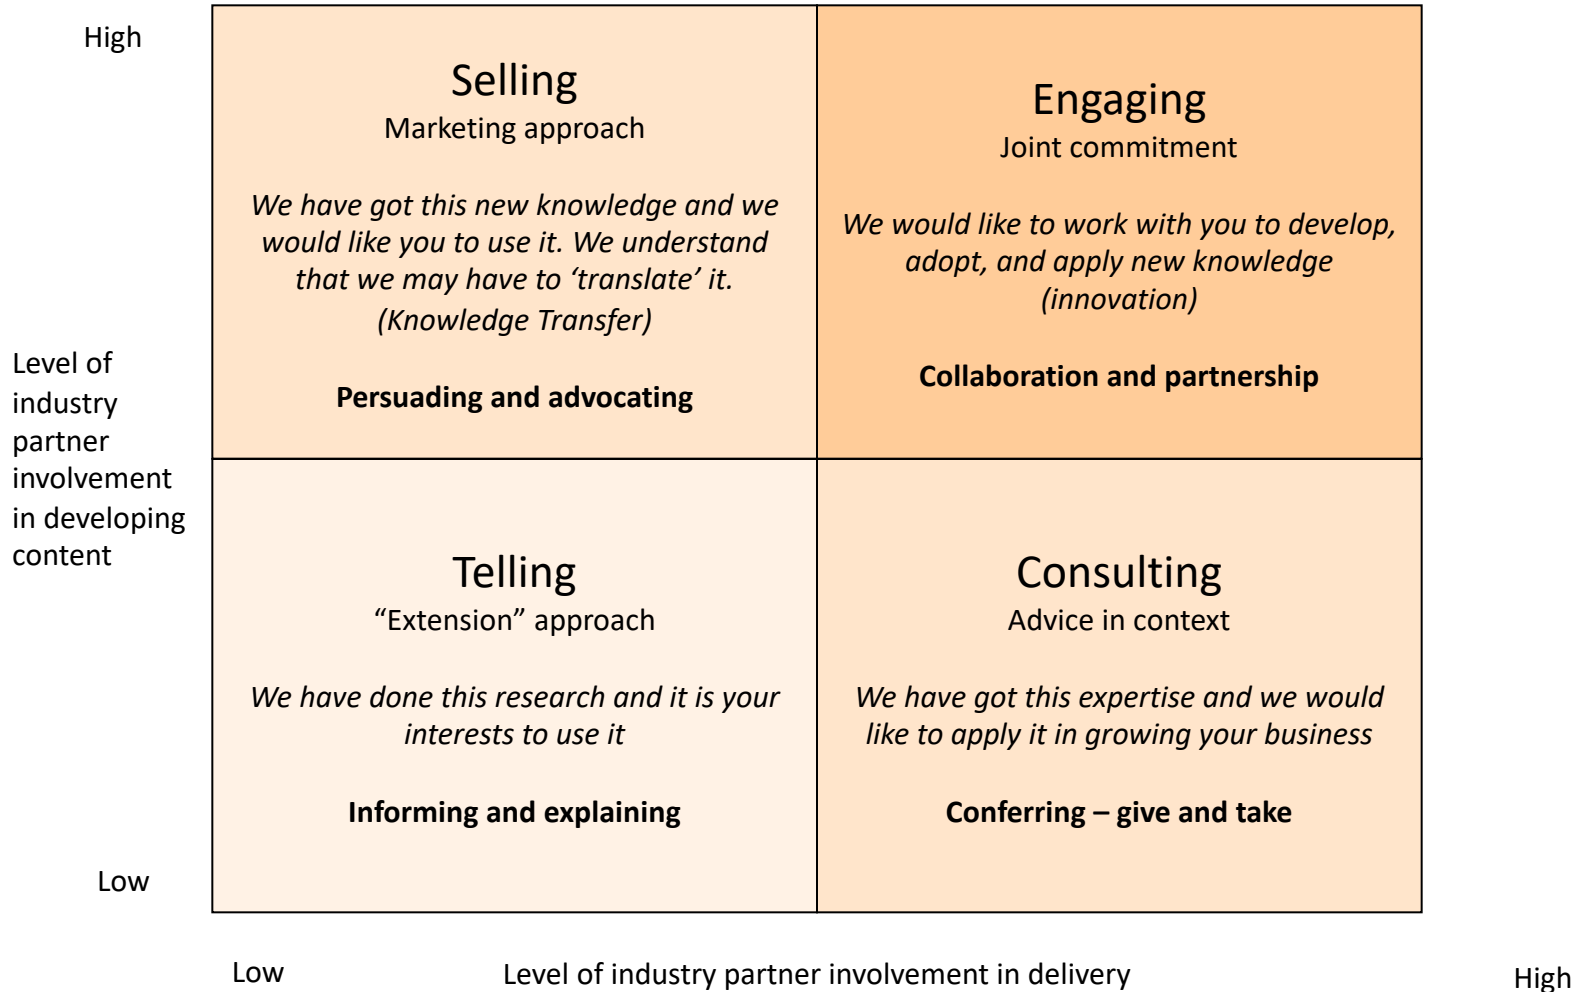 High
Selling
Marketing approach
We have got this new knowledge and we
would like you to use it. We understand
that we may have to ‘translate’ it.
(Knowledge Transfer)
Persuading and advocating
Engaging
Joint commitment
We would like to work with you to develop,
adopt, and apply new knowledge
(innovation)
Collaboration and partnership
Level of
industry
partner
involvement
in developing
content
Telling
“Extension” approach
We have done this research and it is your
interests to use it
Informing and explaining
Consulting
Advice in context
We have got this expertise and we would
like to apply it in growing your business
Conferring – give and take
Low
Low
Level of industry partner involvement in delivery
High